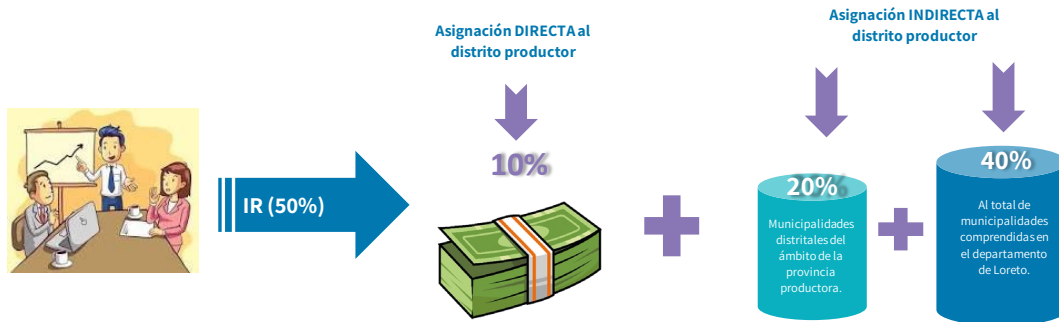 Asignación DIRECTA al
distrito productor
Asignación INDIRECTA al
distrito productor
IR (50%)
10%
20%
Municipalidades
distritales del
ámbito de la
provincia
productora.
40%
Al total de
municipalidades
comprendidas en
el departamento
de Loreto.